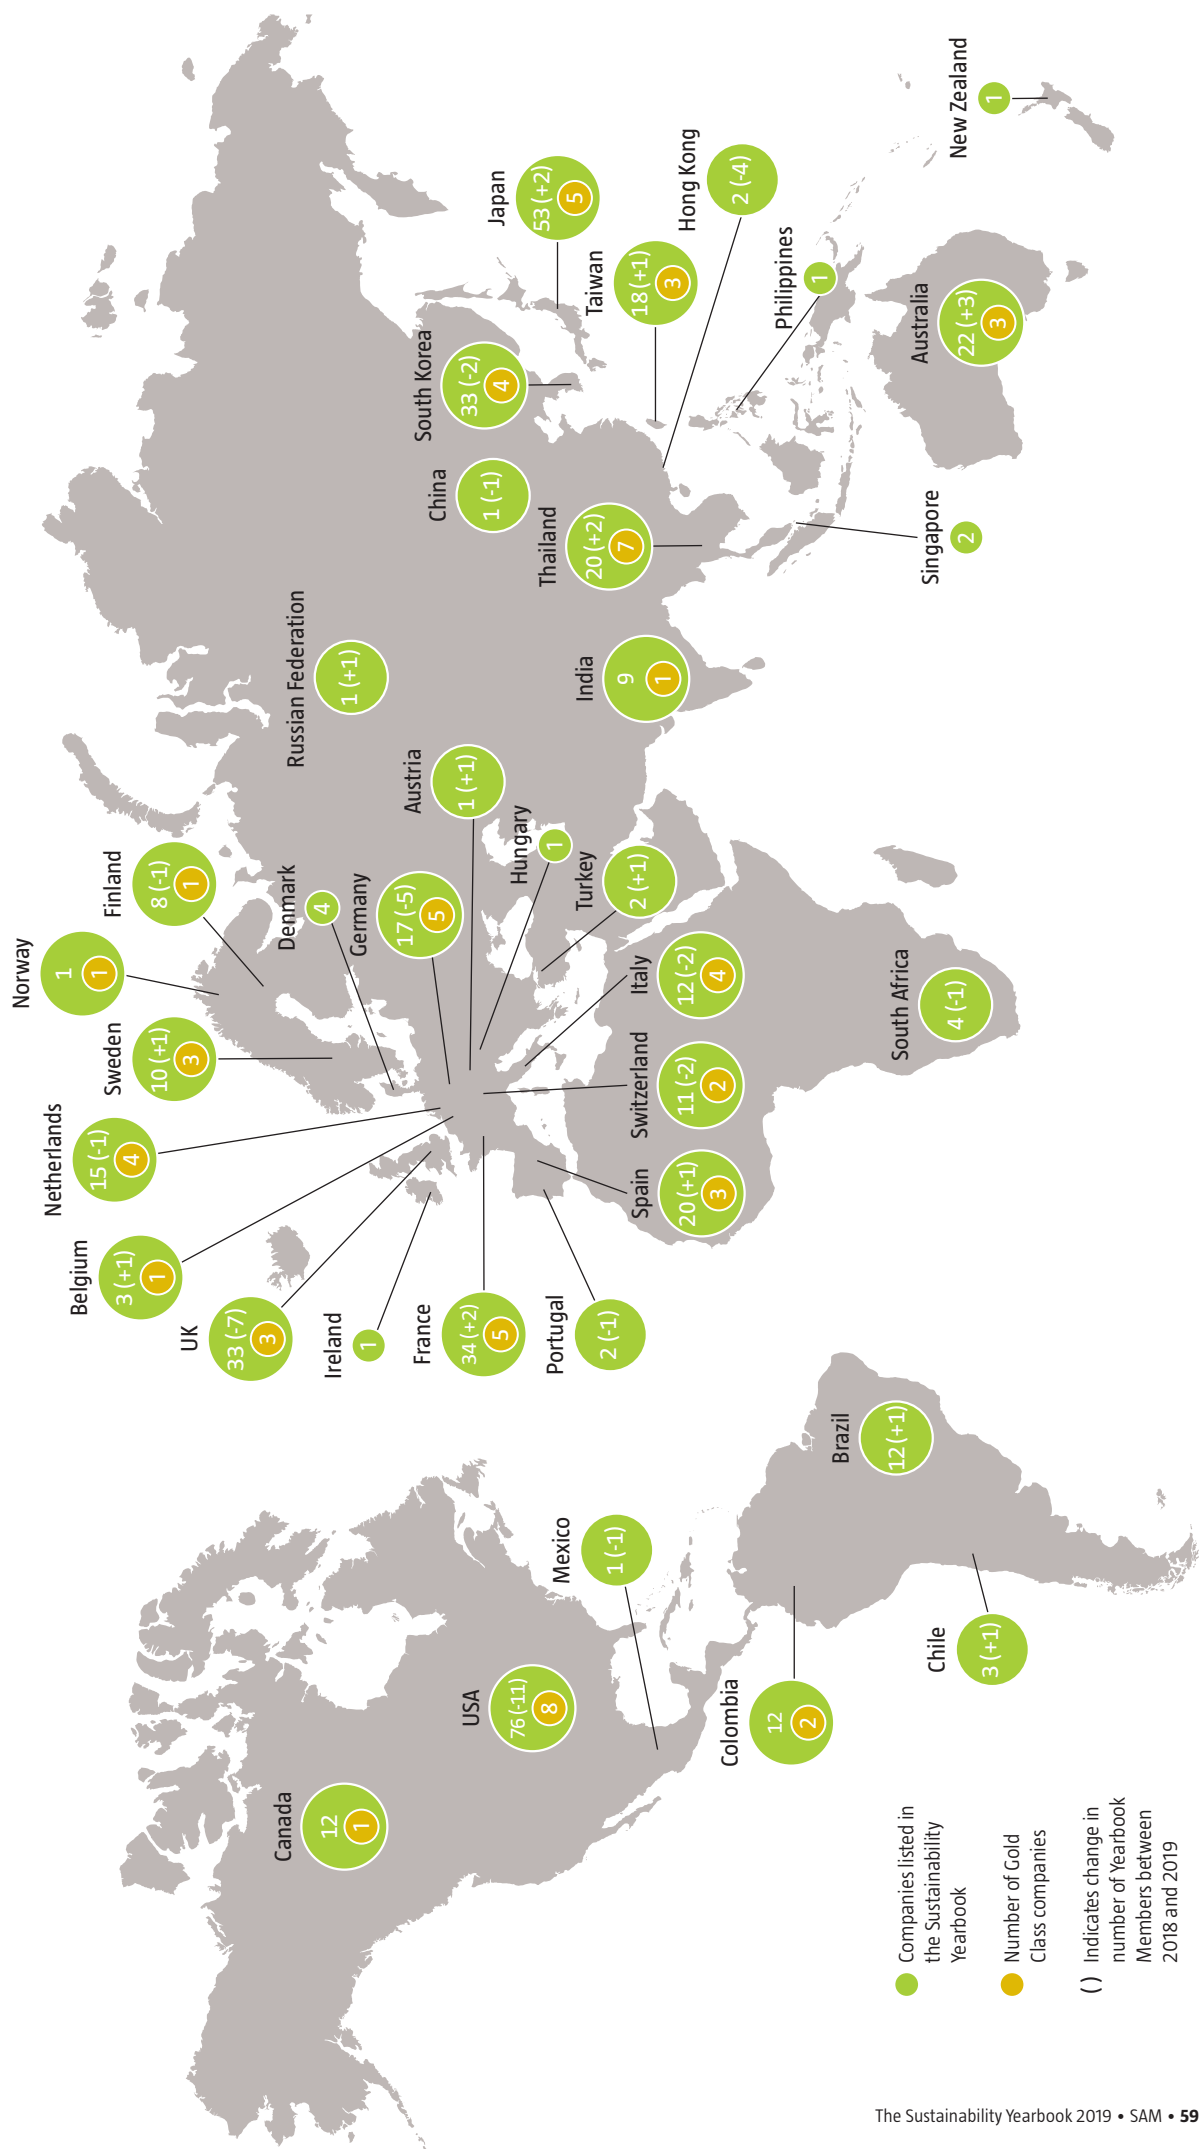 Canada
12
1
USA
76 (-11)
8
Mexico
1 (-1)
Colombia
12
2
Brazil
12 (+1)
Chile
3 (+1)
Norway
1
1
Finland
8 (-1)
1
Sweden
10 (+1)
3
Netherlands
15 (-1)
4
Belgium
3 (+1)
1
UK
33 (-7)
3
Ireland
1
France
34 (+2)
5
Portugal
2 (-1)
Denmark
4
Germany
17 (-5)
5
Austria
1 (+1)
Hungary
1
Turkey
2 (+1)
Italy
12 (-2)
4
Switzerland
11 (-2)
2
Spain
20 (+1)
3
South Africa
4 (-1)
Russian Federation
1 (+1)
India
9
1
China
1 (-1)
Thailand
20 (+2)
7
South Korea
33 (-2)
4
Japan
53 (+2)
5
Taiwan
18 (+1)
3
Hong Kong
2 (-4)
Philippines
1
Singapore
2
Australia
22 (+3)
3
New Zealand
1
Companies listed in
the Sustainability
Yearbook
Number of Gold
Class companies
( ) Indicates change in
number of Yearbook
Members between
2018 and 2019
The Sustainability Yearbook 2019 • SAM • 59